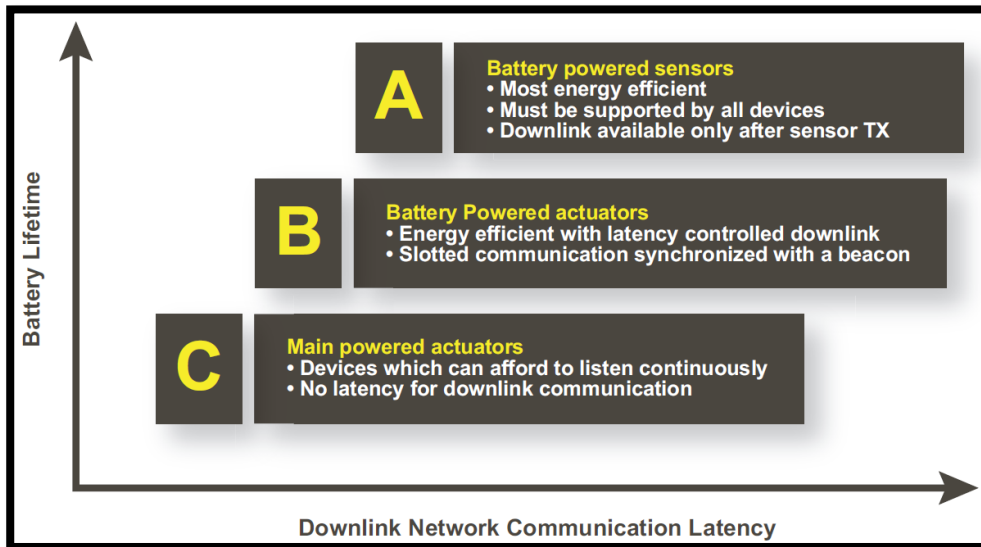 A
Battery powered sensors
• Most energy efficient
• Must be supported by all devices
• Downlink available only after sensor TX
B
Battery Powered actuators
• Energy efficient with latency controlled downlink
• Slotted communication synchronized with a beacon
C
Main powered actuators
• Devices which can afford to listen continuously
• No latency for downlink communication
Battery Lifetime
Downlink Network Communication Latency